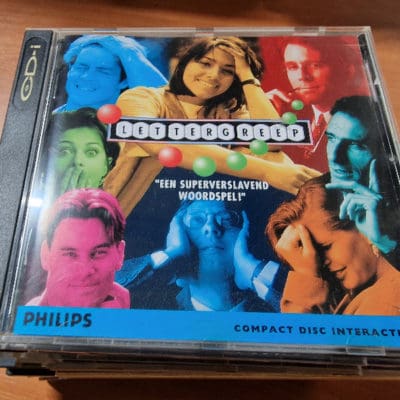 CD-i
LETTERGREEP
"EEN SUPERVERSLAVEND
WOORDSPEL!"
PHILIPS
COMPACT DISC INTERACTI